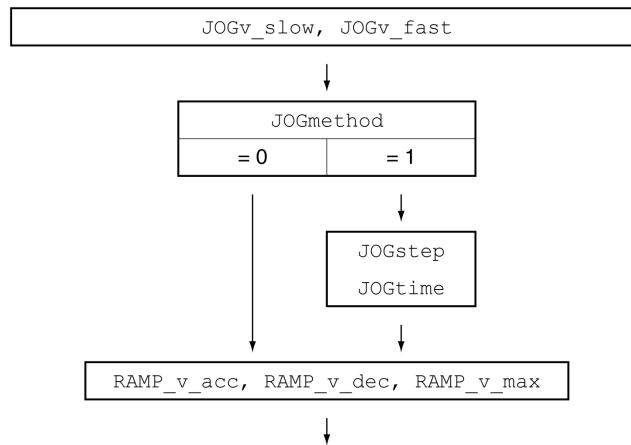 JOGv_slow, JOGv_fast
JOGmethod
= 0 = 1
JOGstep
JOGtime
RAMP_v_acc, RAMP_v_dec, RAMP_v_max